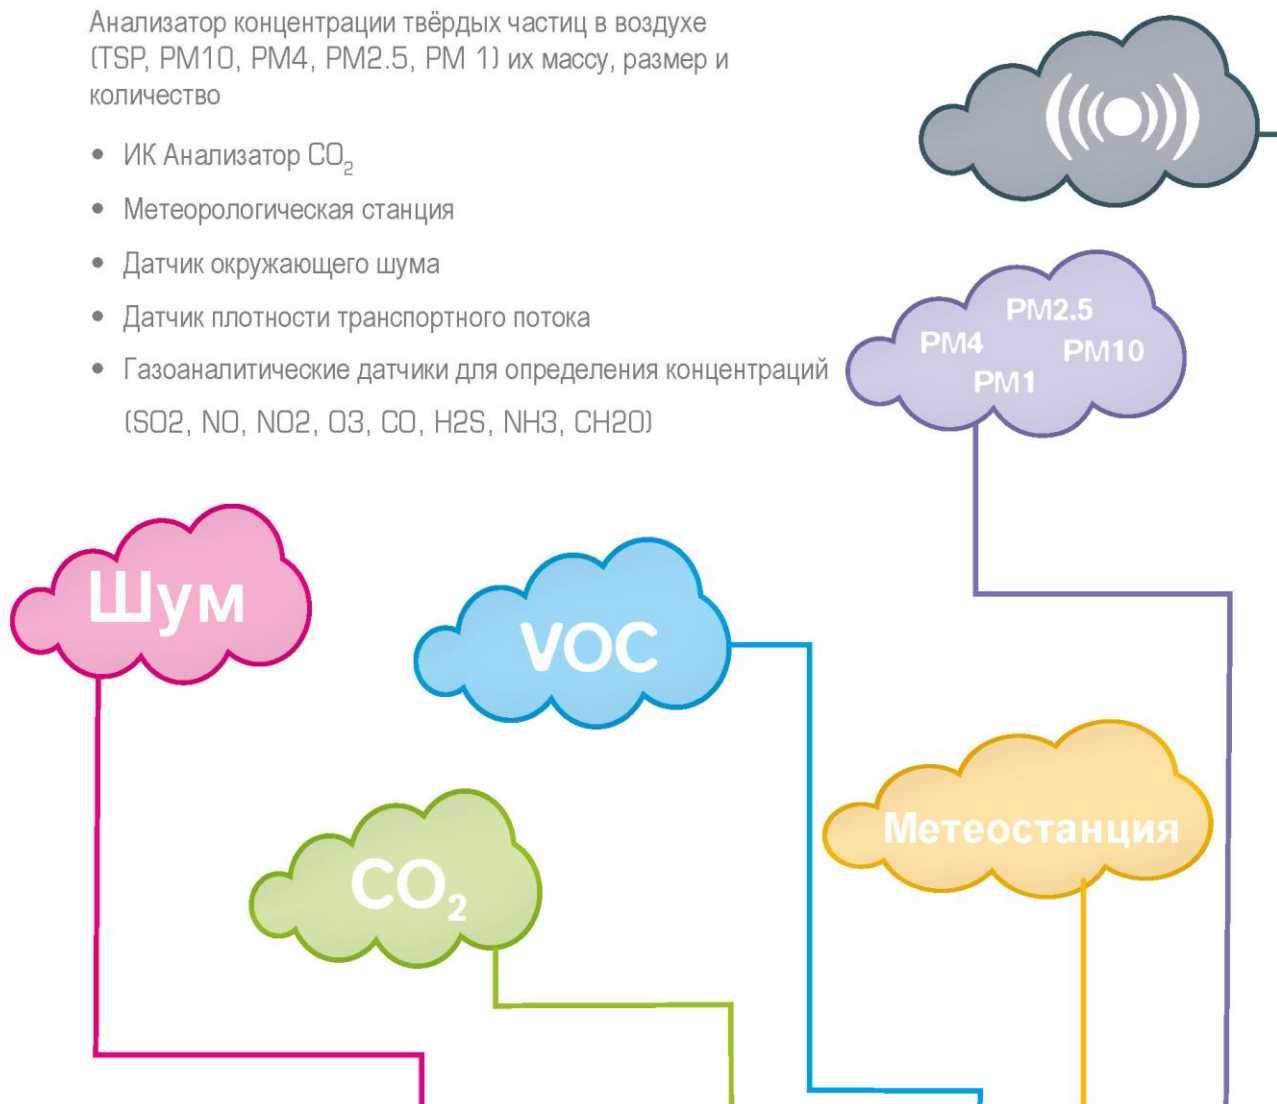 Анализатор концентрации твёрдых частиц в воздухе
(TSP, PM10, PM4, PM2.5, PM 1) их массу, размер и
количество
• ИК Анализатор CO₂
• Метеорологическая станция
• Датчик окружающего шума
• Датчик плотности транспортного потока
• Газоаналитические датчики для определения концентраций
(SO2, NO, NO2, O3, CO, H2S, NH3, CH2O)
PM2.5
PM4
PM10
PM1
Шум
VOC
Метеостанция
CO₂